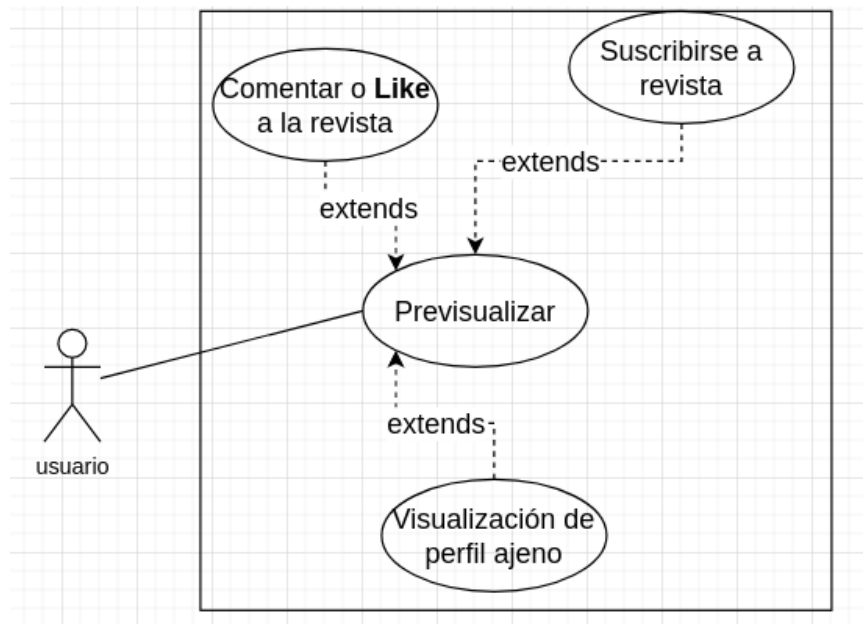 Suscribirse a
revista
Comentar o Like
a la revista
extends
extends
Previsualizar
usuario
extends
Visualización de
perfil ajeno